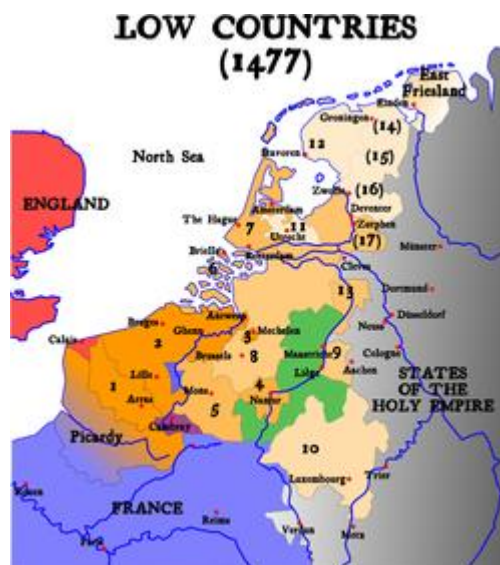 LOW COUNTRIES
(1477)
East
Friesland
Emden
Groningen
(14)
12
(15)
North Sea
Stavoren
Zwolle
(16)
ENGLAND
Amsterdam
Deventer
The Hague
7
11
Zutphen
Utrecht
(17)
Brielle
Rotterdam
Münster
6
Cleves
13
Dortmund
Antwerp
Bruges
Ghent
Neuss
Düsseldorf
Calais
2
3
Mechelen
Brussels
8
Maastricht
9
Cologne
Lille
Liège
Aachen
STATES
OF THE
HOLY EMPIRE
1
Mons
4
Namur
Arras
5
Cambray
Picardy
10
Luxembourg
Trier
Rouen
FRANCE
Reims
Verdun
Metz
Paris